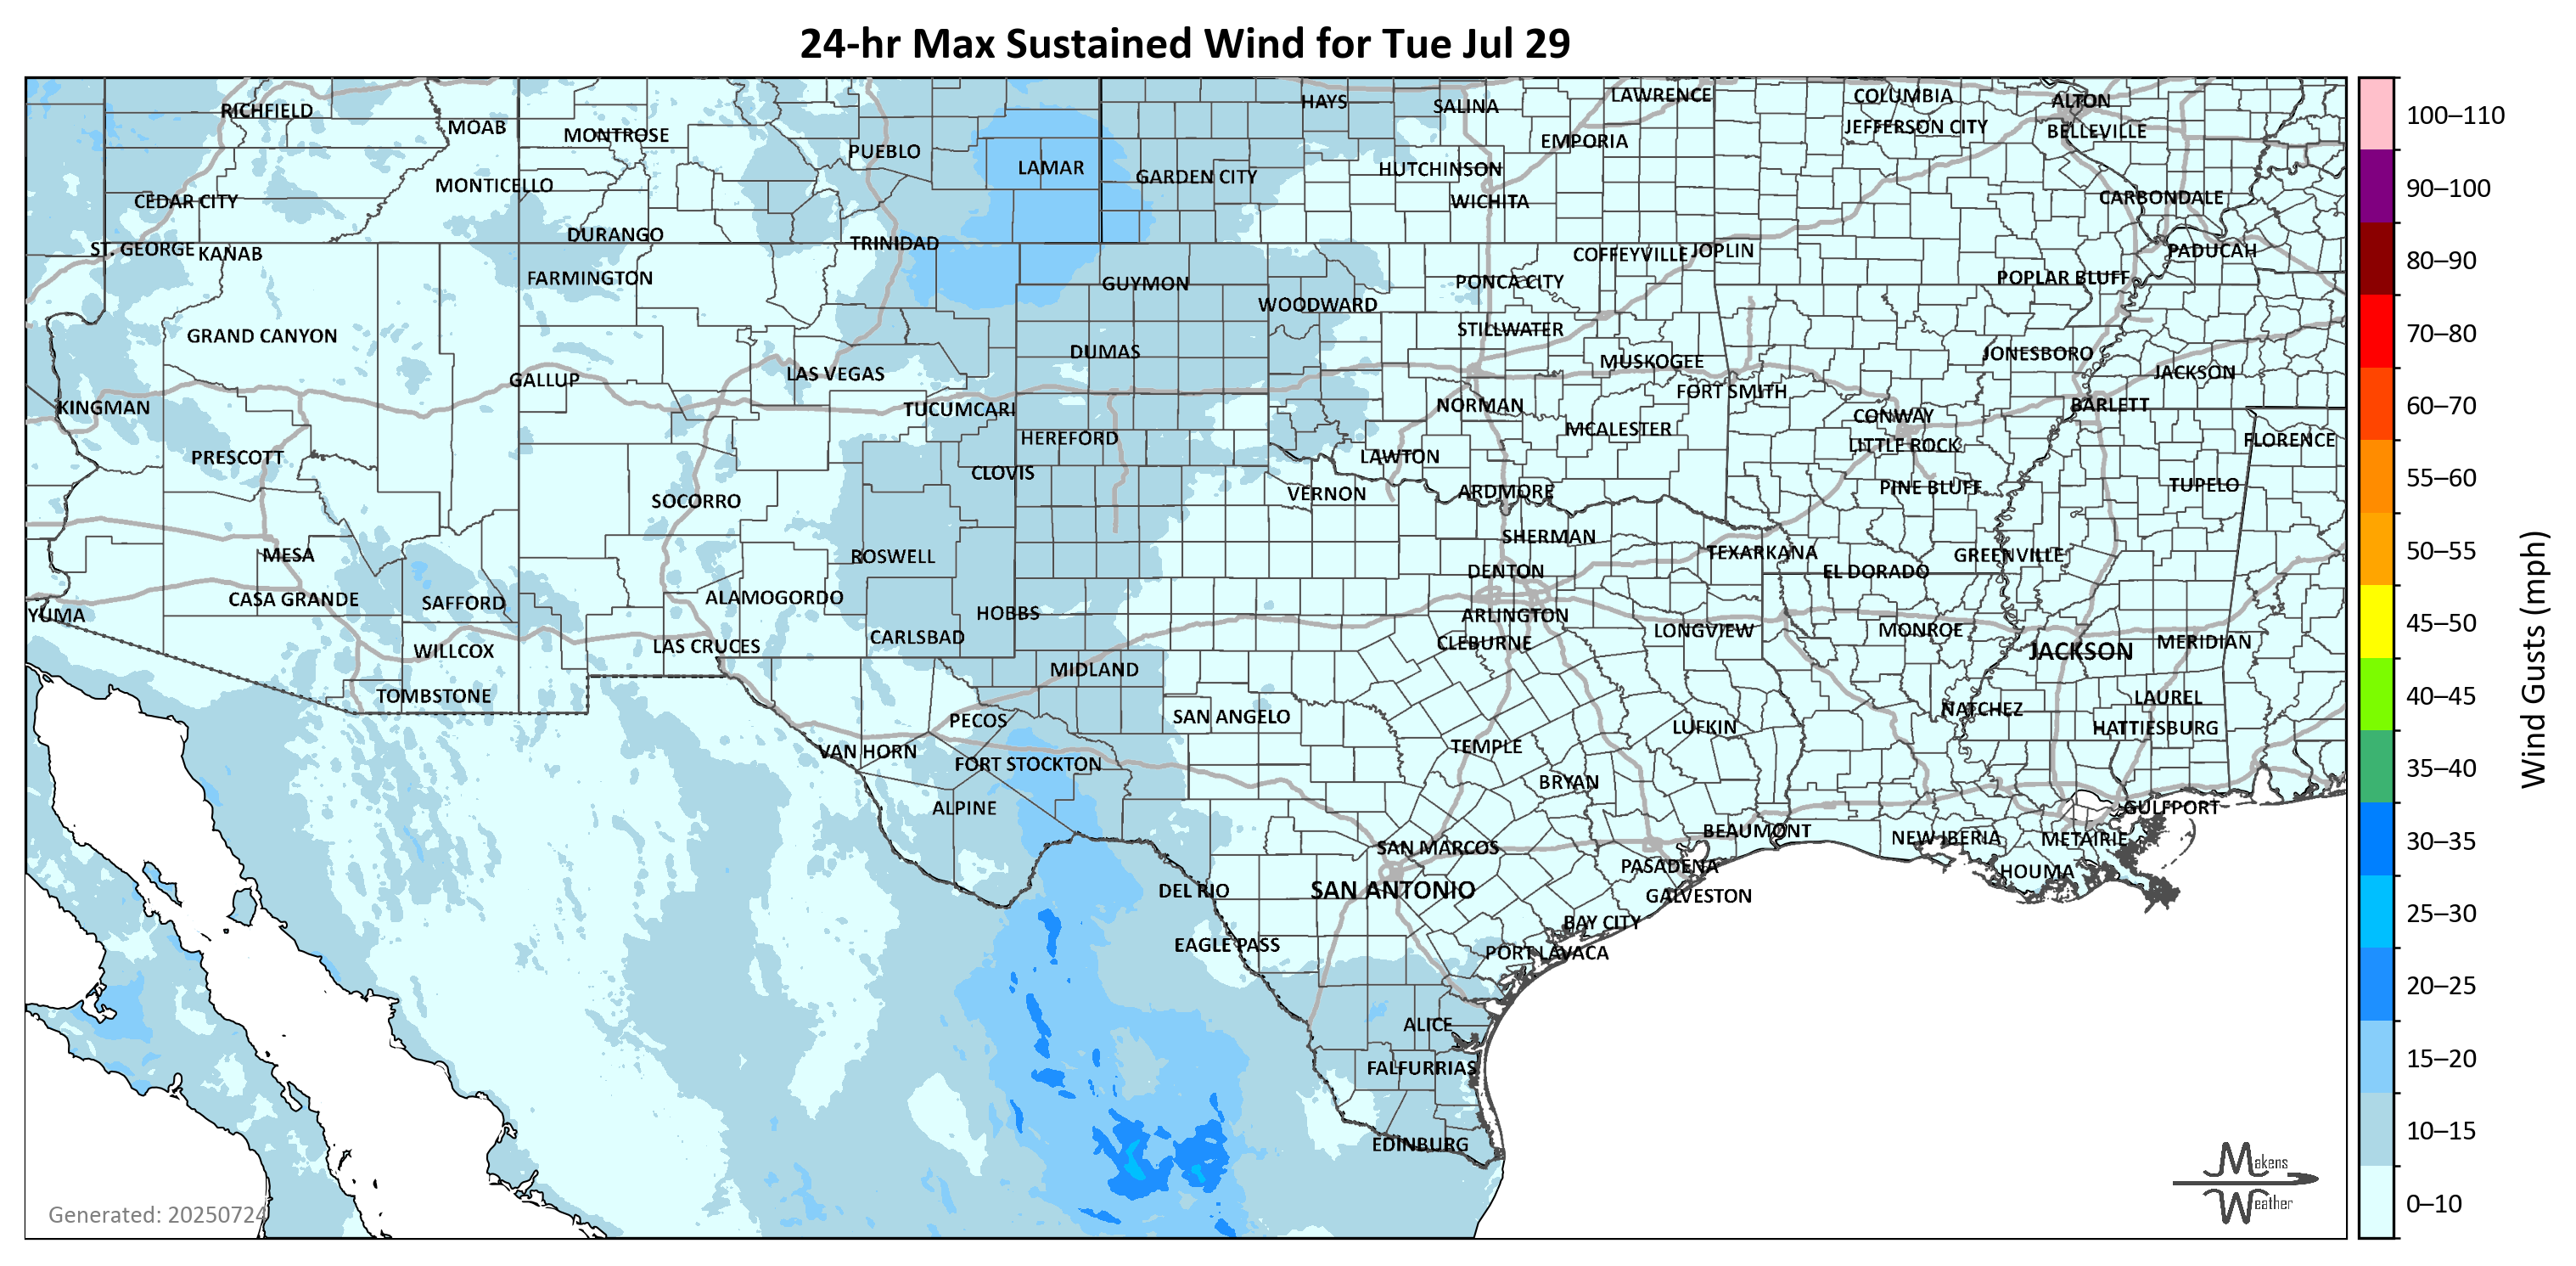 24-hr Max Sustained Wind for Tue Jul 29
RICHFIELD
MOAB
MONTROSE
PUEBLO
LAMAR
HAYS
SALINA
LAWRENCE
COLUMBIA
ALTON
JEFFERSON CITY
BELLEVILLE
EMPORIA
GARDEN CITY
HUTCHINSON
WICHITA
CEDAR CITY
MONTICELLO
CARBONDALE
ST. GEORGE
KANAB
DURANGO
TRINIDAD
COFFEYVILLE
JOPLIN
PADUCAH
FARMINGTON
GUYMON
WOODWARD
PONCA CITY
POPLAR BLUFF
GRAND CANYON
DUMAS
STILLWATER
MUSKOGEE
JONESBORO
JACKSON
GALLUP
LAS VEGAS
FORT SMITH
KINGMAN
TUCUMCARI
NORMAN
CONWAY
BARLETT
HEREFORD
MCALESTER
LITTLE ROCK
FLORENCE
PRESCOTT
CLOVIS
LAWTON
SOCORRO
VERNON
ARDMORE
PINE BLUFF
TUPELO
MESA
ROSWELL
SHERMAN
TEXARKANA
GREENVILLE
DENTON
EL DORADO
YUMA
CASA GRANDE
SAFFORD
ALAMOGORDO
HOBBS
ARLINGTON
WILLCOX
LAS CRUCES
CARLSBAD
CLEBURNE
LONGVIEW
MONROE
JACKSON
MERIDIAN
TOMBSTONE
MIDLAND
PECOS
SAN ANGELO
LUFKIN
NATCHEZ
LAUREL
HATTIESBURG
VAN HORN
FORT STOCKTON
TEMPLE
BRYAN
ALPINE
GULFPORT
SAN MARCOS
BEAUMONT
NEW IBERIA
METAIRIE
DEL RIO
SAN ANTONIO
PASADENA
GALVESTON
HOUMA
EAGLE PASS
BAY CITY
PORT LAVACA
ALICE
FALFURRIAS
EDINBURG
Generated: 20250724
Makens
Weather
100–110
90–100
80–90
70–80
60–70
55–60
50–55
45–50
40–45
35–40
30–35
25–30
20–25
15–20
10–15
0–10
Wind Gusts (mph)